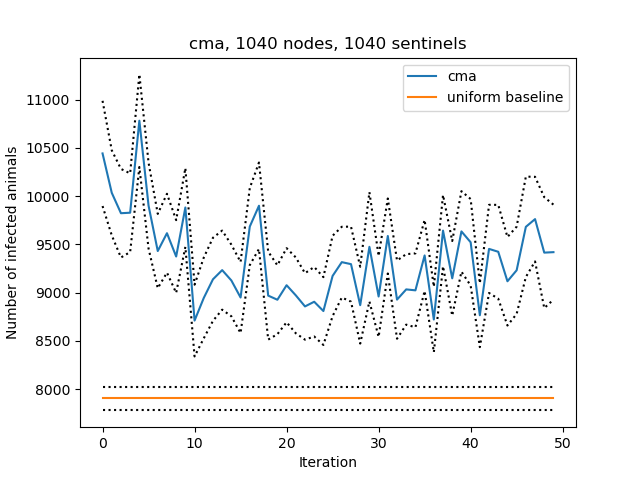 cma, 1040 nodes, 1040 sentinels
cma
uniform baseline
Number of infected animals
11000
10500
10000
9500
9000
8500
8000
0
10
20
30
40
50
Iteration